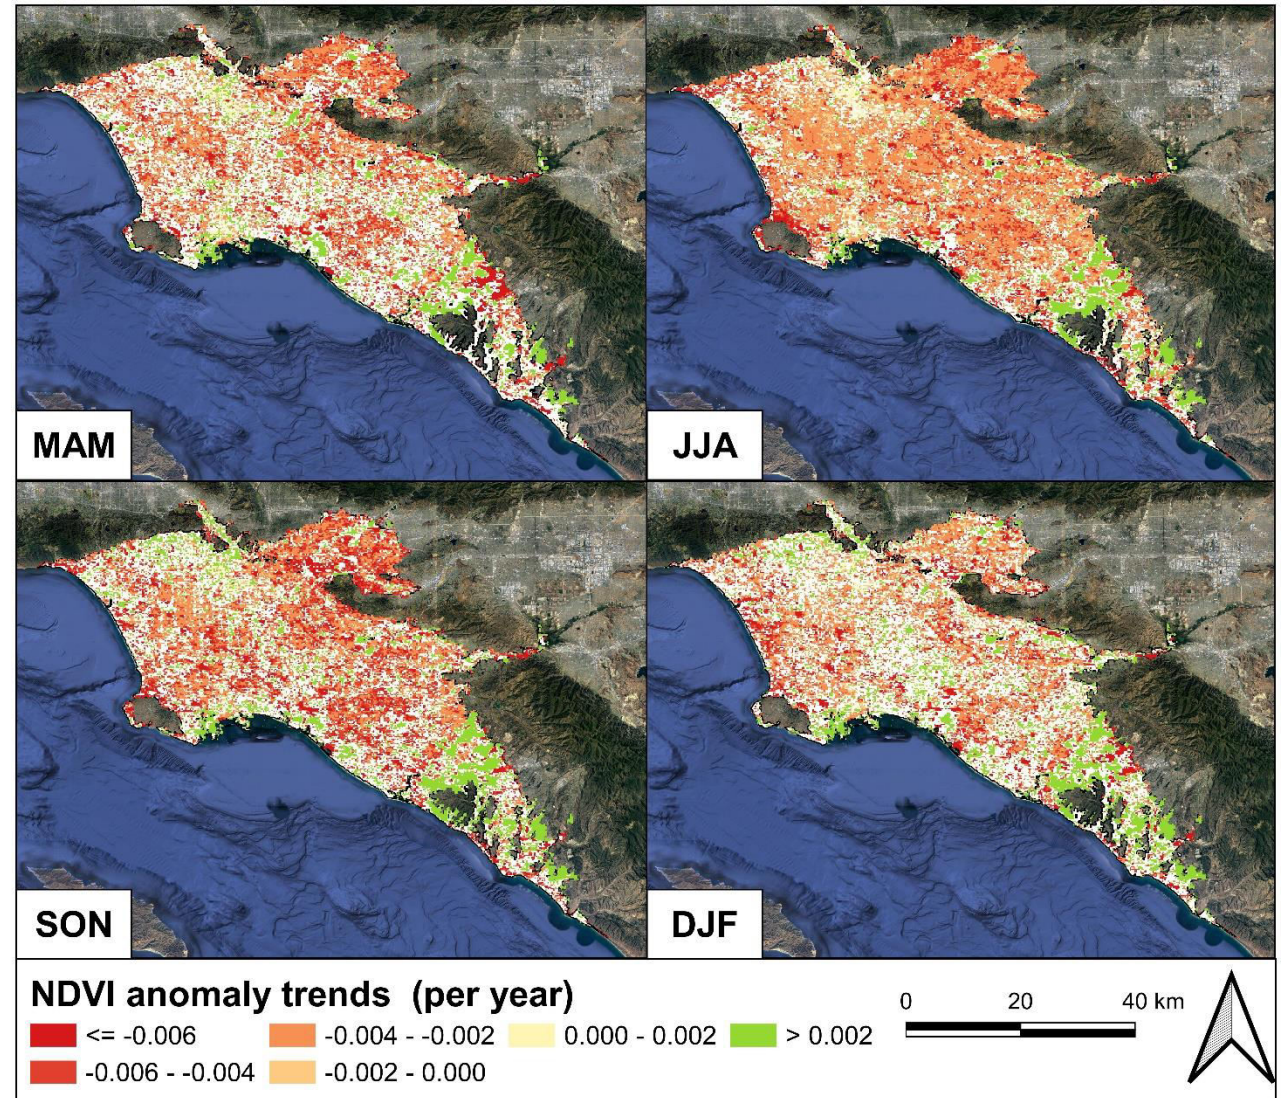 MAM
JJA
SON
DJF
NDVI anomaly trends (per year)
<= -0.006
-0.004 - -0.002
0.000 - 0.002
> 0.002
-0.006 - -0.004
-0.002 - 0.000
0 20 40 km